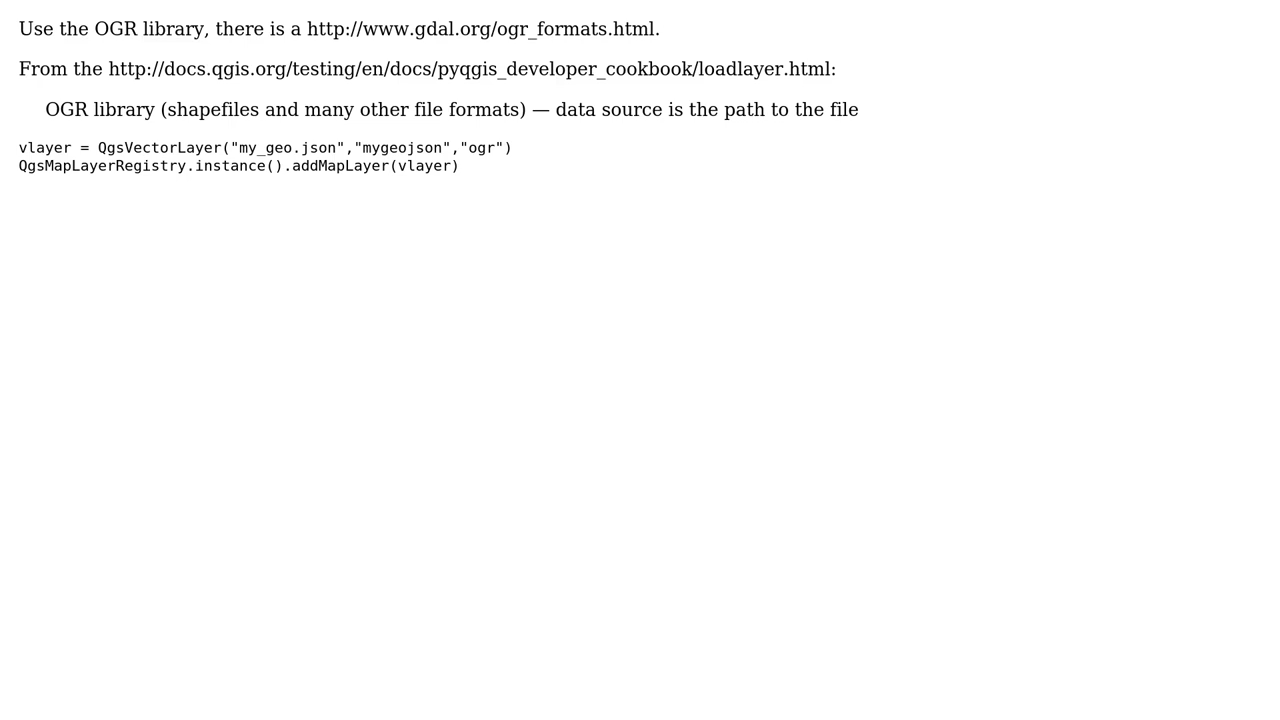 Use the OGR library, there is a http://www.gdal.org/ogr_formats.html.
From the http://docs.qgis.org/testing/en/docs/pyqgis_developer_cookbook/loadlayer.html:
OGR library (shapefiles and many other file formats) — data source is the path to the file
vlayer = QgsVectorLayer("my_geo.json","mygeojson","ogr")
QgsMapLayerRegistry.instance().addMapLayer(vlayer)